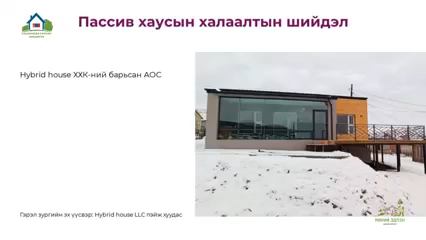 Пассив хаусын халаалтын шийдэл
Hybrid house ХХК-ний барьсан АОС
Гэрэл зургийн эх үүсвэр: Hybrid house LLC пэйж хуудас